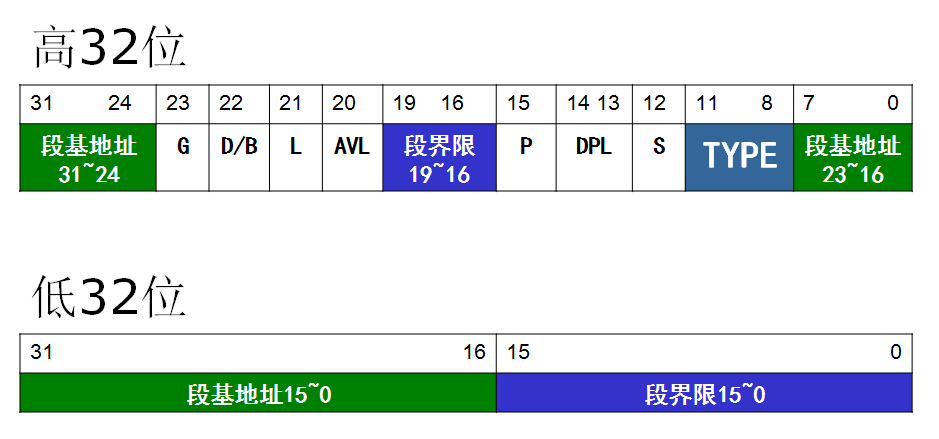 高32位
31 24 23 22 21 20 19 16 15 14 13 12 11 8 7 0
段基地址 G D/B L AVL 段界限 P DPL S TYPE 段基地址
31~24 19~16 23~16
低32位
31 16 15 0
段基地址15~0 段界限15~0